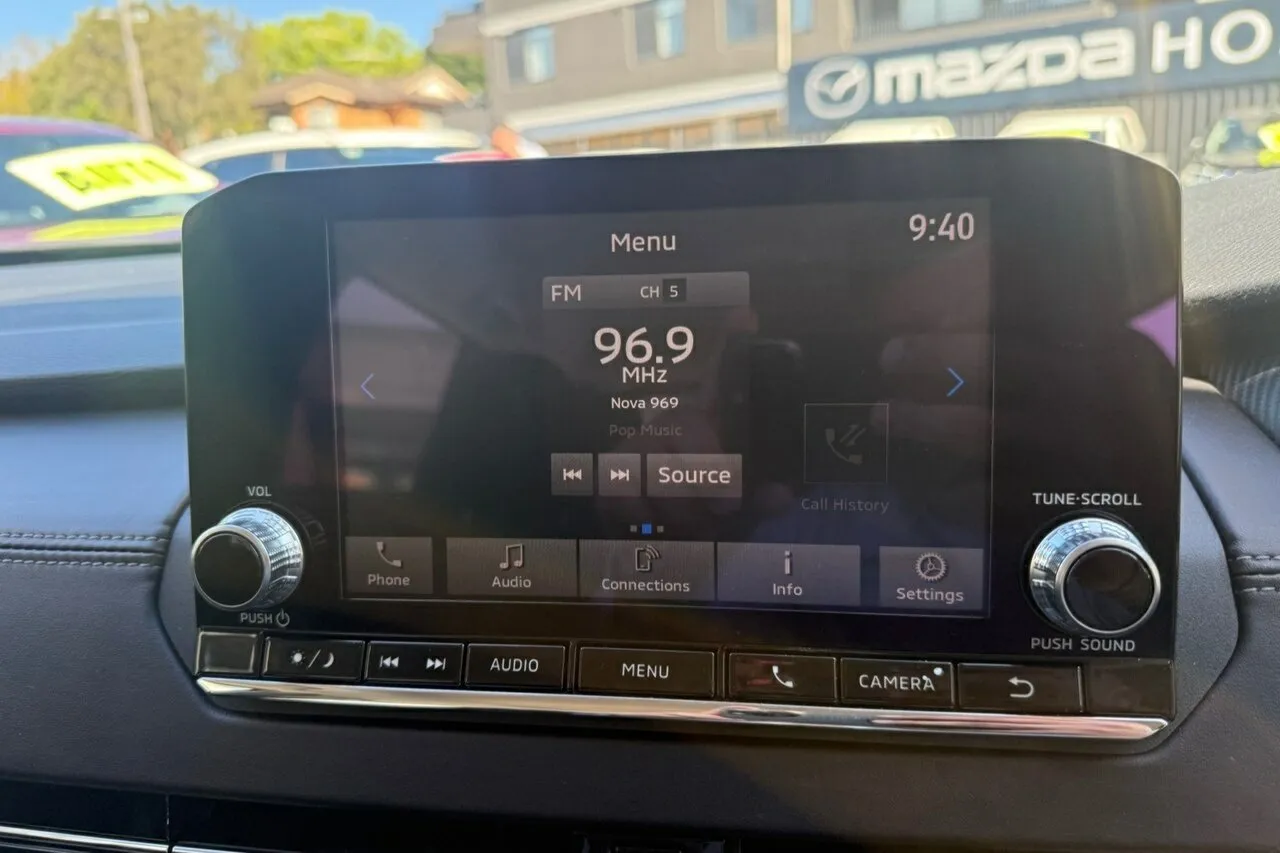 mazda HO
Menu
9:40
FM CH 5
96.9
MHz
Nova 969
Pop Music
Source
Call History
Phone
Audio
Connections
Info
Settings
VOL
PUSH
TUNE·SCROLL
PUSH SOUND
AUDIO
MENU
CAMERA